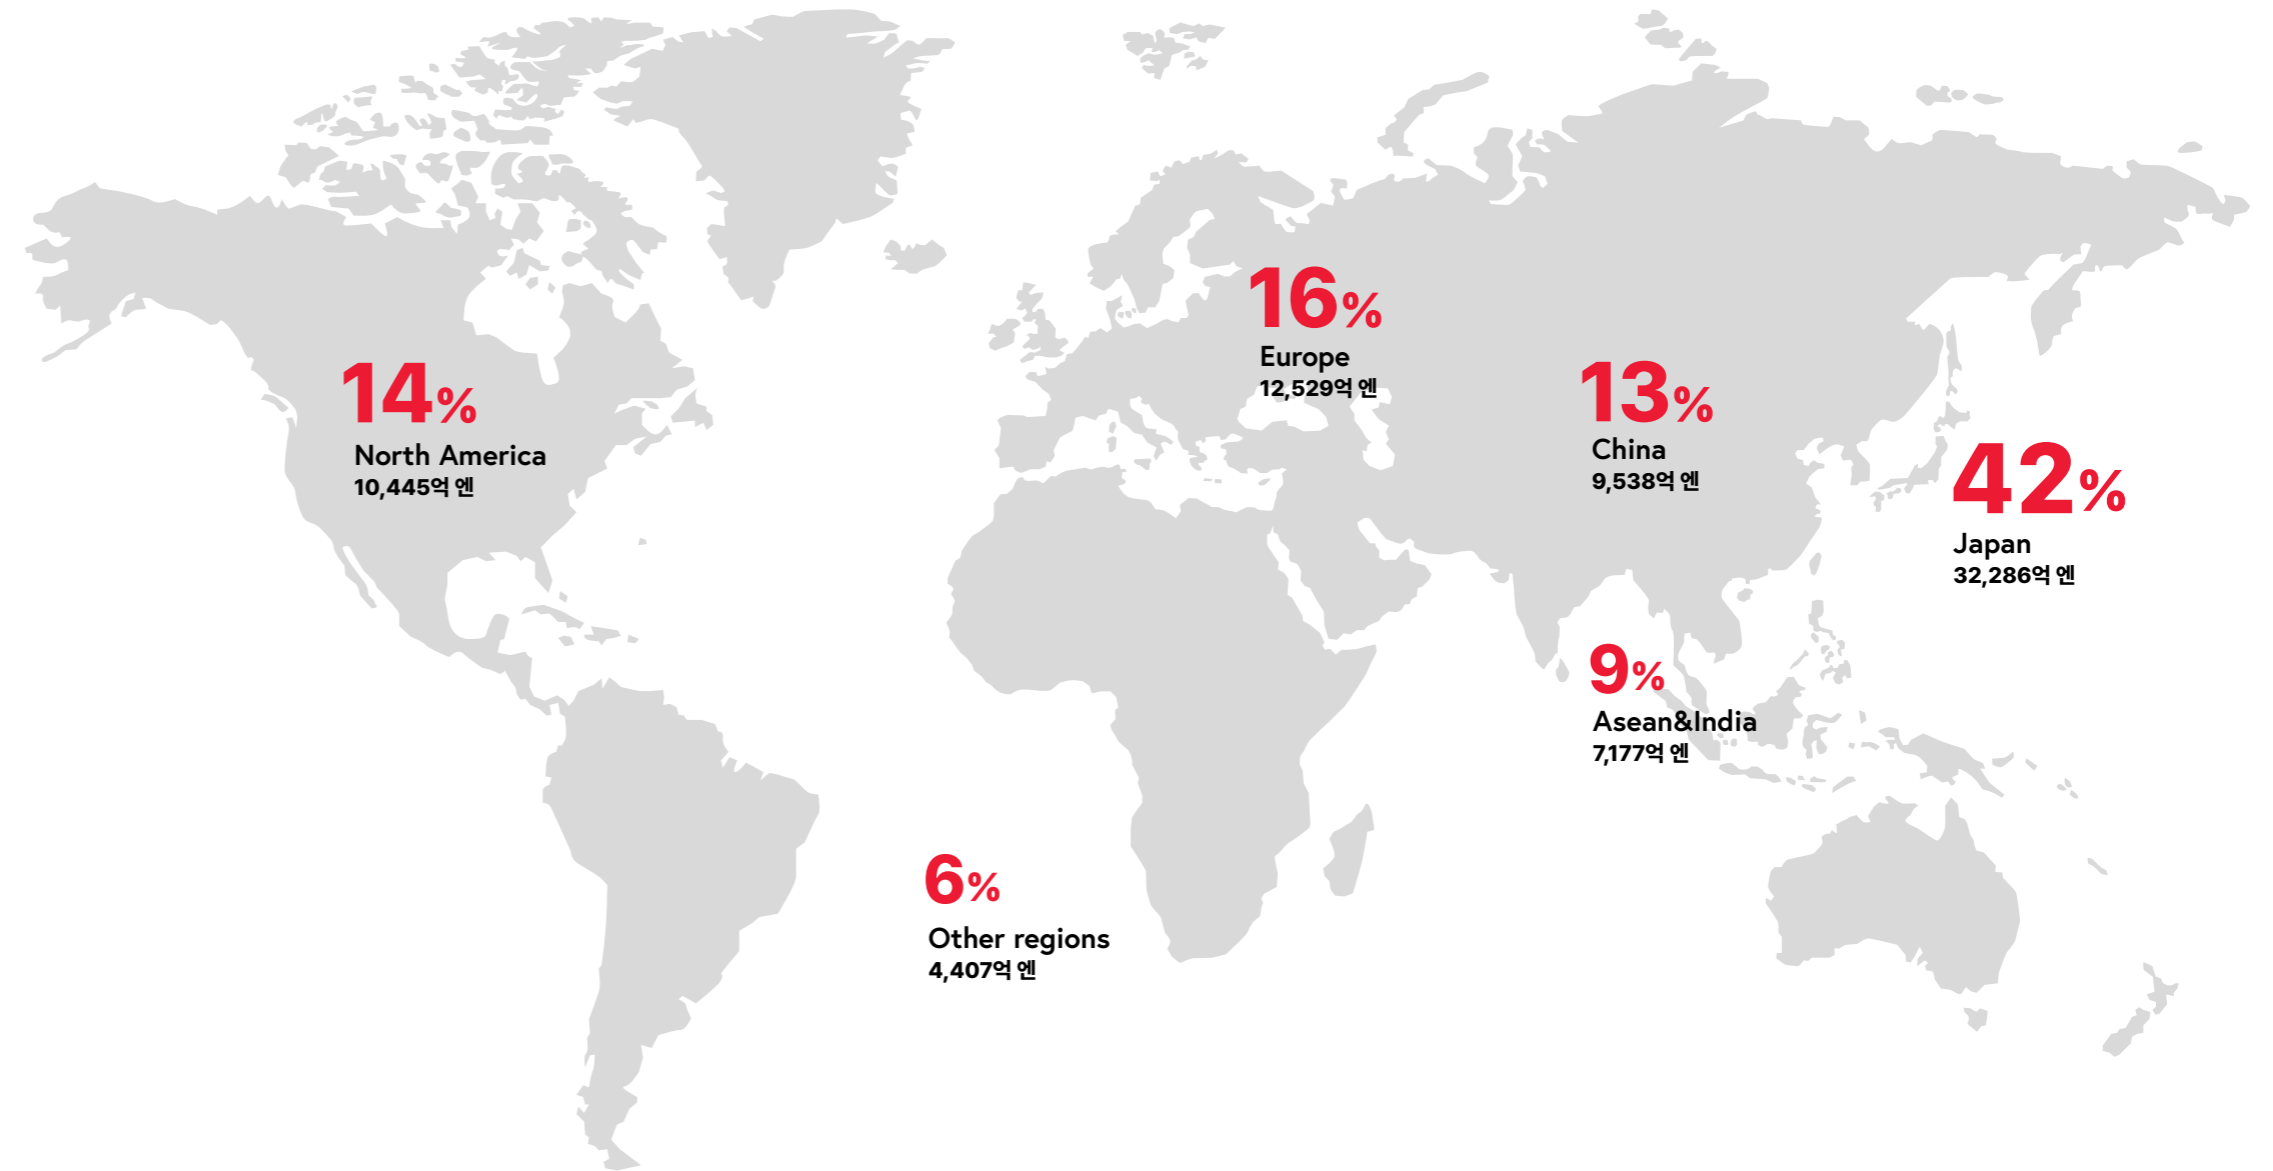 16%
Europe
12,529억 엔
14%
North America
10,445억 엔
13%
China
9,538억 엔
42%
Japan
32,286억 엔
9%
Asean&India
7,177억 엔
6%
Other regions
4,407억 엔